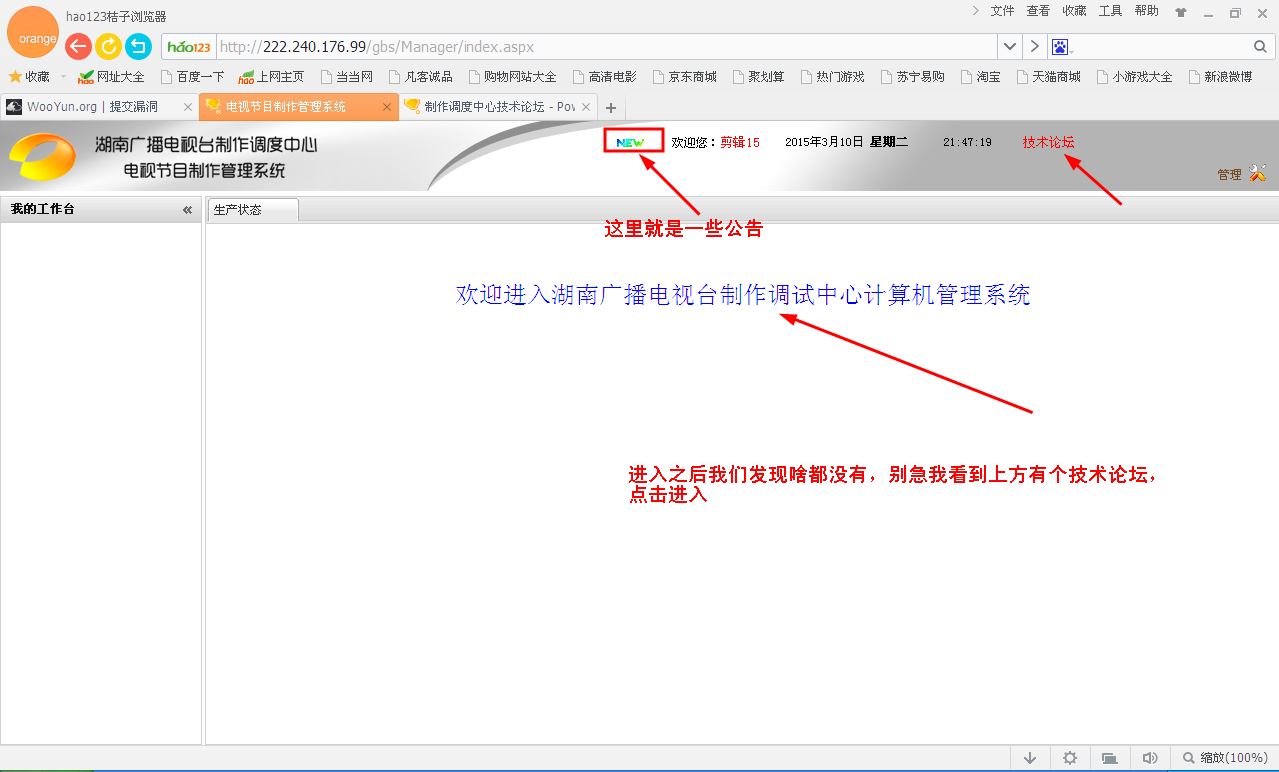 hao123桔子浏览器
文件 查看 收藏 工具 帮助
orange
hao123 http://222.240.176.99/gbs/Manager/index.aspx
收藏 网址大全 百度一下 上网主页 当当网 凡客诚品 购物网站大全 高清电影 京东商城 聚划算 热门游戏 苏宁易购 淘宝 天猫商城 小游戏大全 新浪微博
WooYun.org | 提交漏洞 电视节目制作管理系统 制作调度中心技术论坛 - Pow
湖南广播电视台制作调度中心
电视节目制作管理系统
NEW 欢迎您：剪辑15 2015年3月10日 星期二 21:47:19 技术论坛
管理
我的工作台 生产状态
这里就是一些公告
欢迎进入湖南广播电视台制作调试中心计算机管理系统
进入之后我们发现啥都没有，别急我看到上方有个技术论坛，
点击进入
缩放(100%)